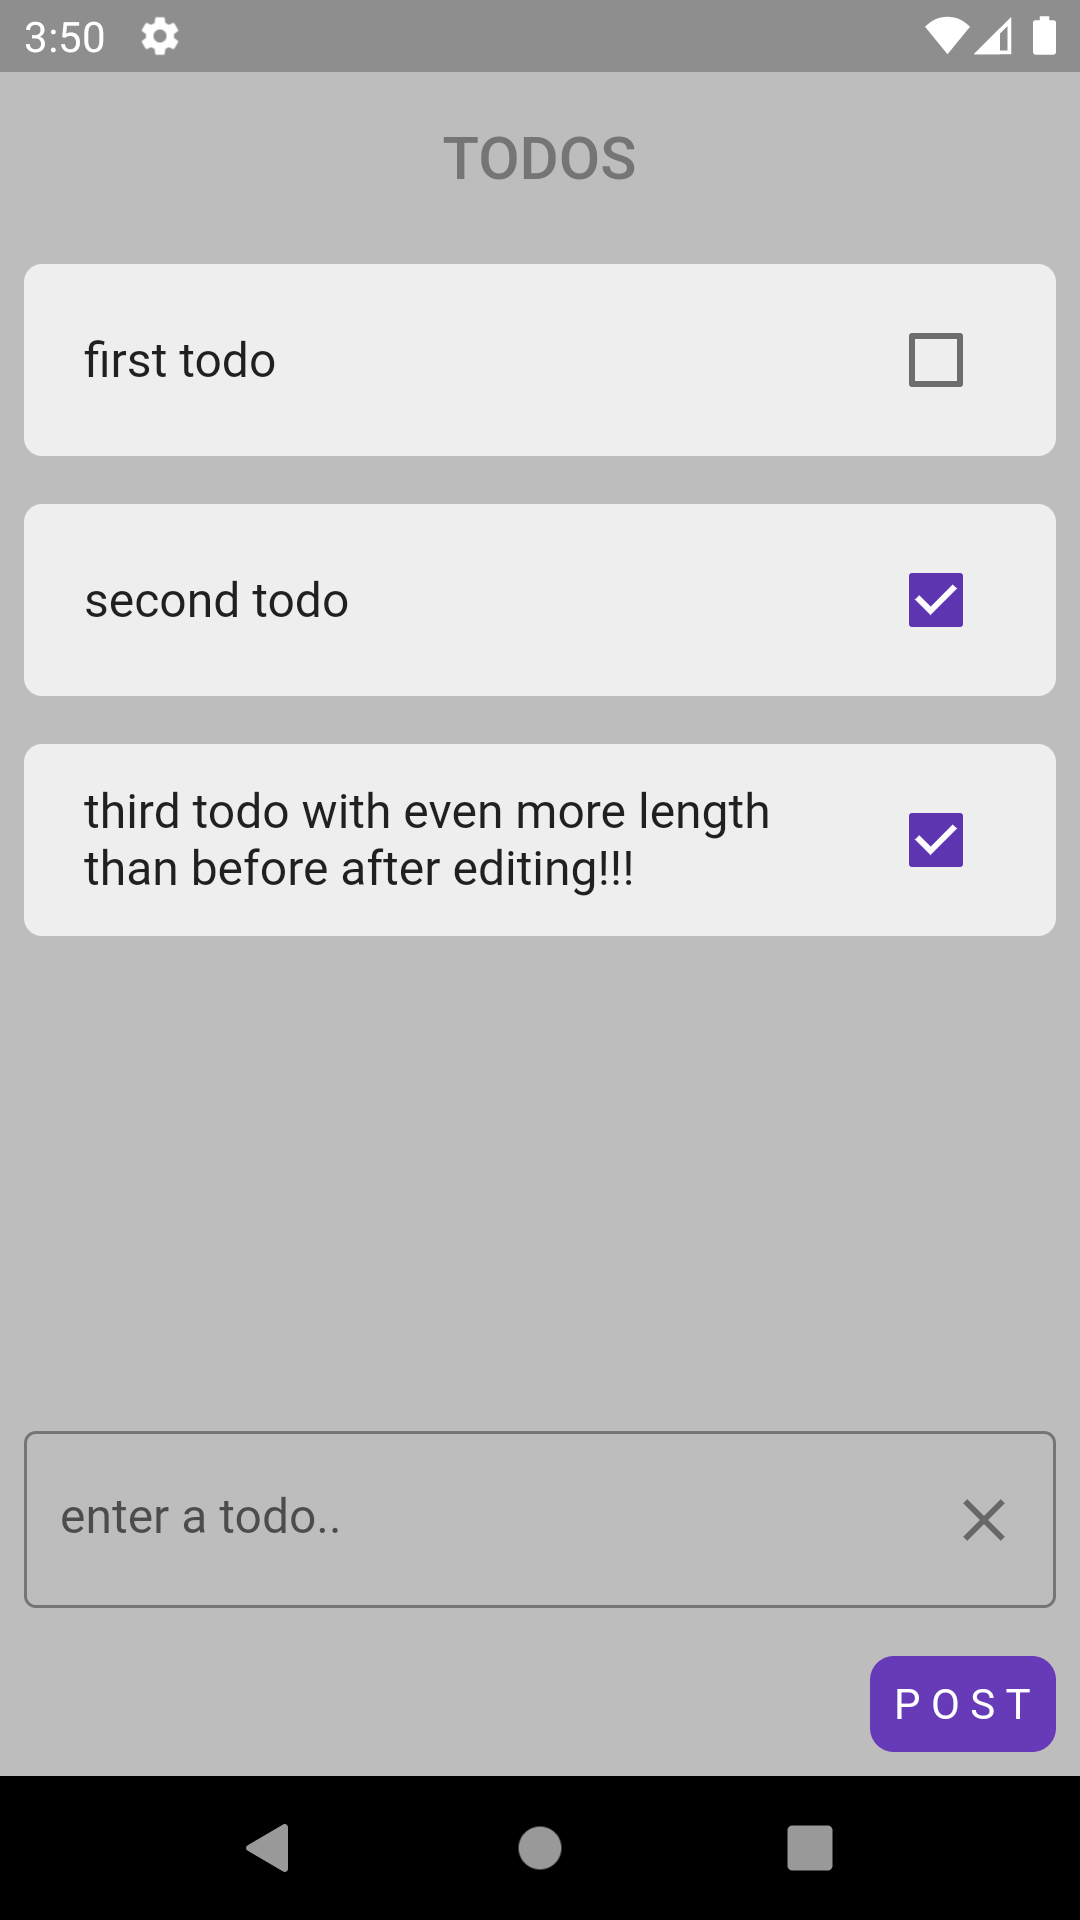 3:50
TODOS
first todo
second todo
third todo with even more length
than before after editing!!!
enter a todo..
POST